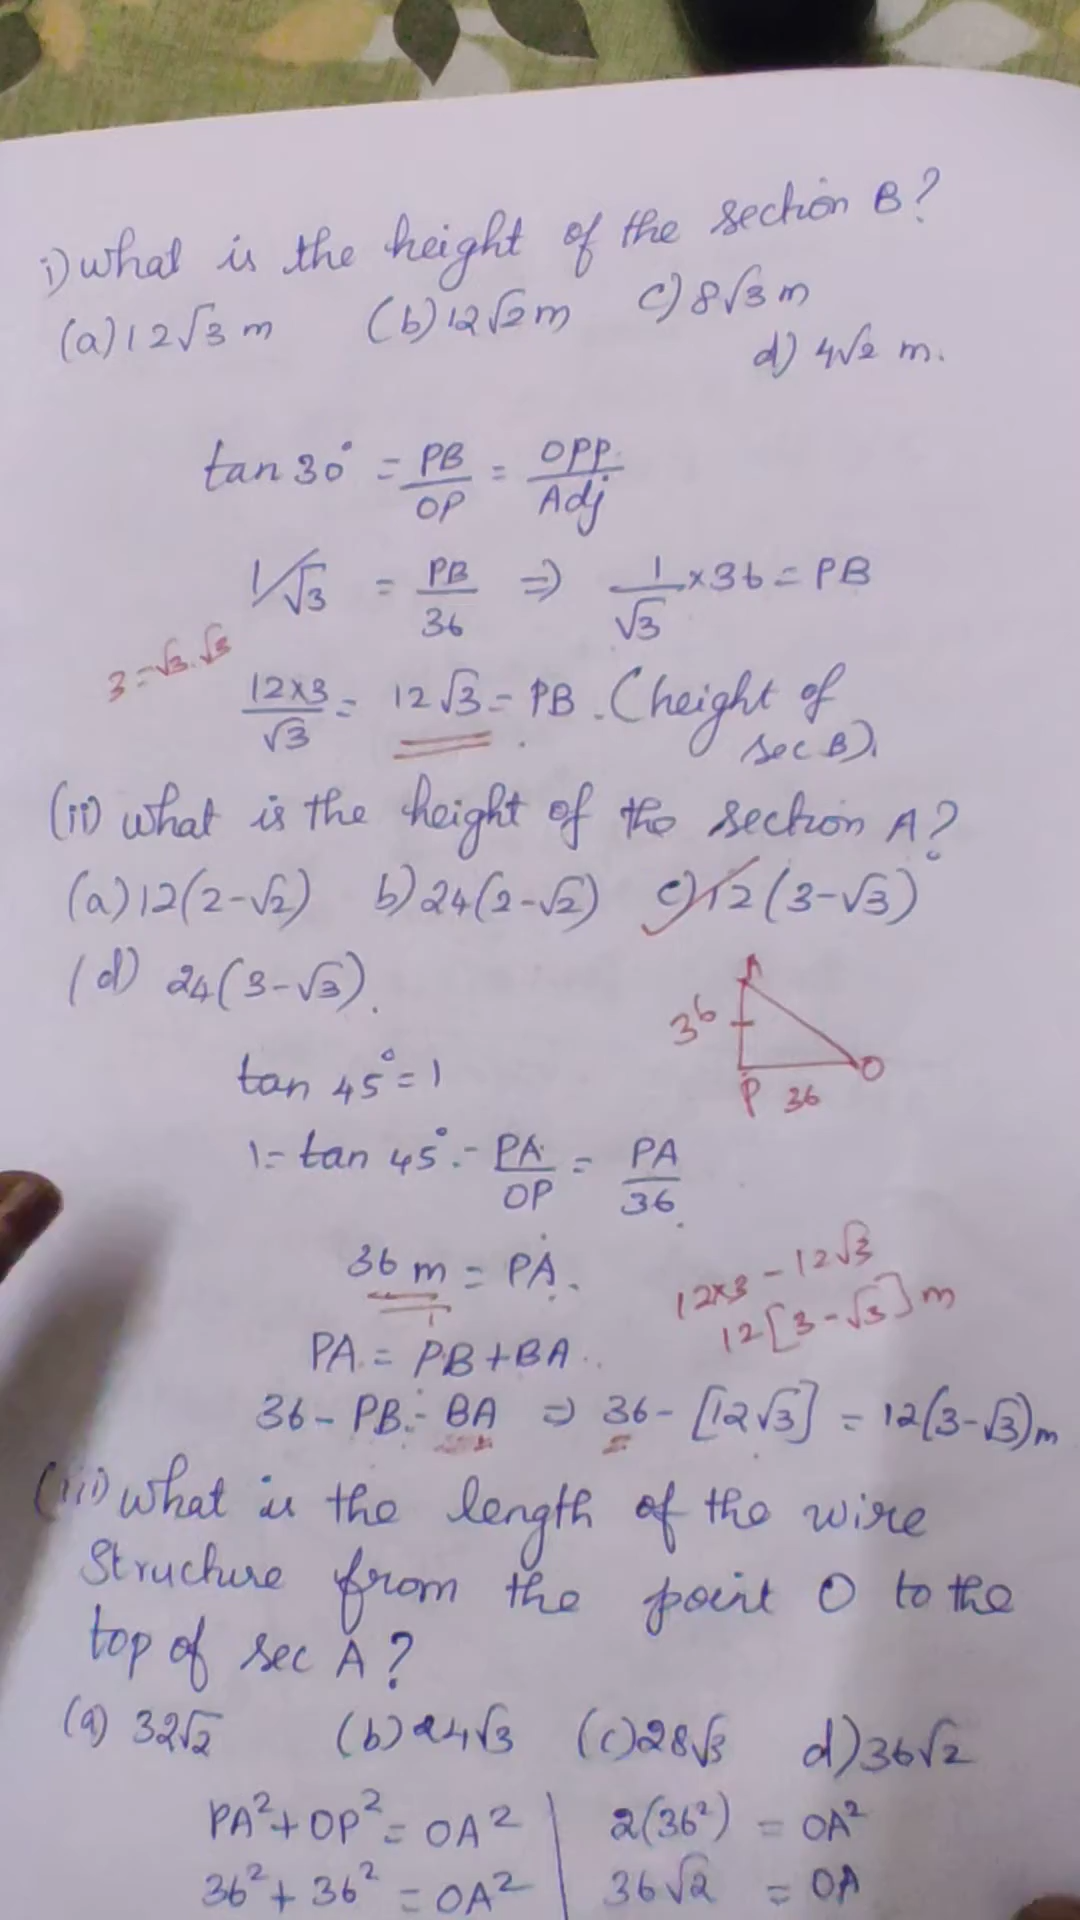 i) what is the height of the section B?
(a) 12√3 m (b) 12√2 m c) 8√3 m
d) 4√2 m.
tan 30° = PB/OP = OPP./Adj
1/√3 = PB/36 ⇒ 1/√3 × 36 = PB
3 = √3.√3
12×3/√3 = 12√3 = PB. (height of
sec B).
(ii) what is the height of the section A?
(a) 12(2-√2) b) 24(2-√2) c) 12(3-√3)
(d) 24(3-√3).
A
36
O
P 36
tan 45° = 1
1 = tan 45° = PA/OP = PA/36
36 m = PA.
12×3 - 12√3
12[3-√3] m
PA = PB + BA.
36 - PB = BA ⇒ 36 - [12√3] = 12(3-√3) m
(iii) what is the length of the wire
Structure from the point O to the
top of sec A?
(a) 32√2 (b) 24√3 (c) 28√3 d) 36√2
PA² + OP² = OA² | 2(36²) = OA²
36² + 36² = OA² | 36√2 = OA